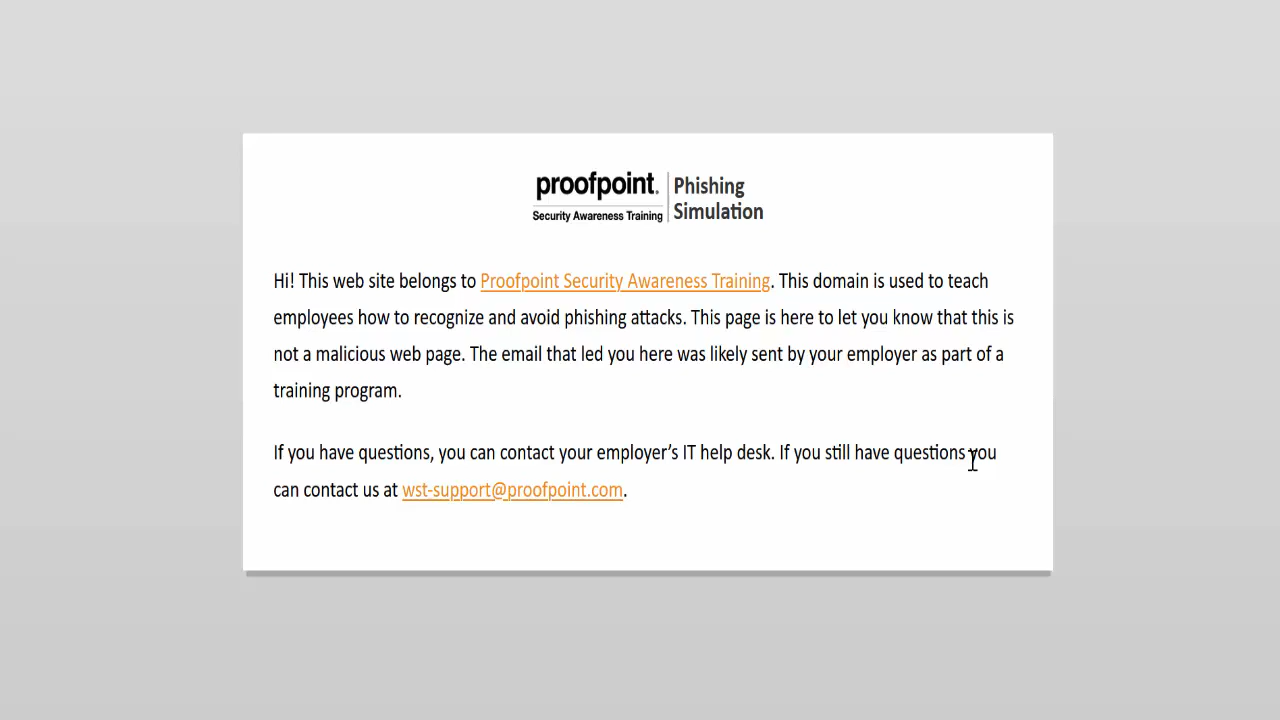 proofpoint.
Security Awareness Training
Phishing
Simulation
Hi! This web site belongs to Proofpoint Security Awareness Training. This domain is used to teach
employees how to recognize and avoid phishing attacks. This page is here to let you know that this is
not a malicious web page. The email that led you here was likely sent by your employer as part of a
training program.
If you have questions, you can contact your employer’s IT help desk. If you still have questions you
can contact us at wst-support@proofpoint.com.